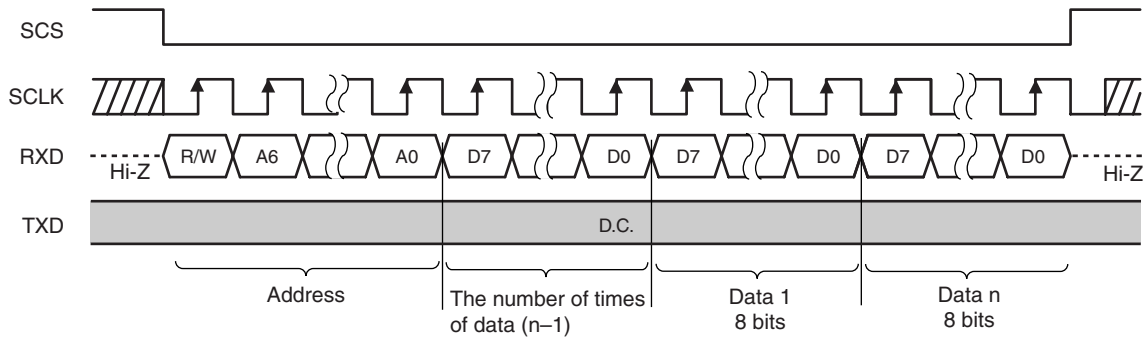 SCS
SCLK
RXD
Hi-Z
R/W A6 A0 D7 D0 D7 D0 D7 D0
Hi-Z
TXD
D.C.
Address
The number of times
of data (n–1)
Data 1
8 bits
Data n
8 bits